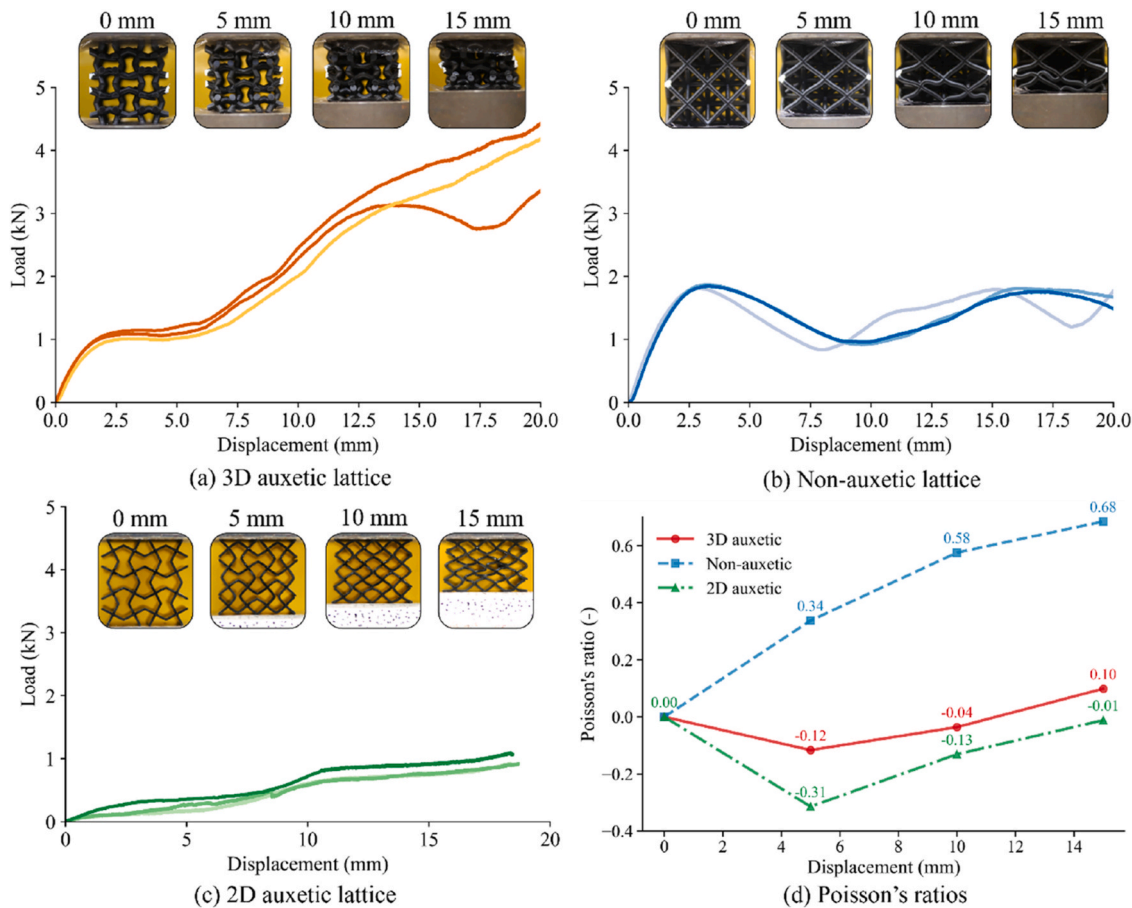 0 mm 5 mm 10 mm 15 mm
5
4
3
2
1
0
Load (kN)
0.0 2.5 5.0 7.5 10.0 12.5 15.0 17.5 20.0
Displacement (mm)
(a) 3D auxetic lattice
0 mm 5 mm 10 mm 15 mm
5
4
3
2
1
0
Load (kN)
0.0 2.5 5.0 7.5 10.0 12.5 15.0 17.5 20.0
Displacement (mm)
(b) Non-auxetic lattice
0 mm 5 mm 10 mm 15 mm
5
4
3
2
1
0
Load (kN)
0 5 10 15 20
Displacement (mm)
(c) 2D auxetic lattice
3D auxetic
Non-auxetic
2D auxetic
0.6
0.4
0.2
0.0
−0.2
−0.4
Poisson's ratio (-)
0.68
0.58
0.34
0.10
0.00
-0.01
-0.04
-0.12
-0.13
-0.31
0 2 4 6 8 10 12 14
Displacement (mm)
(d) Poisson’s ratios